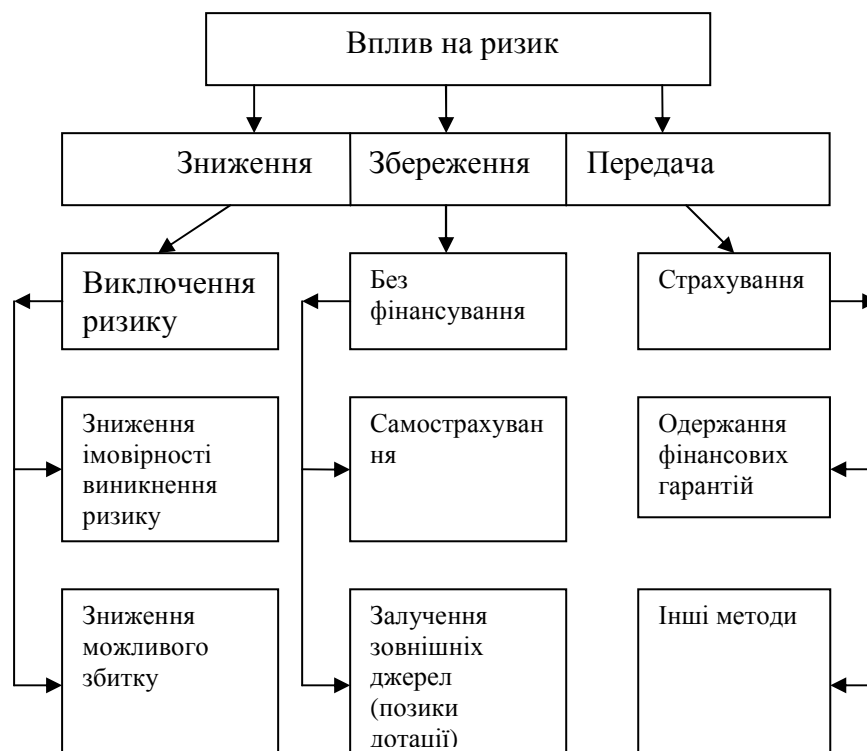 Вплив на ризик
Зниження
Збереження
Передача
Виключення
ризику
Без
фінансування
Страхування
Зниження
імовірності
виникнення
ризику
Самострахуван
ня
Одержання
фінансових
гарантій
Зниження
можливого
збитку
Залучення
зовнішніх
джерел
(позики
дотації)
Інші методи